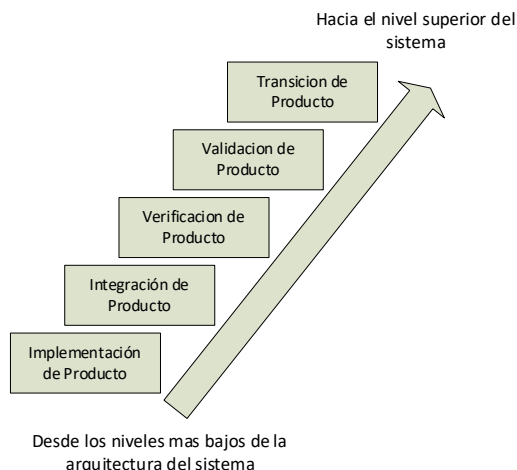 Hacia el nivel superior del
sistema
Transicion de
Producto
Validacion de
Producto
Verificacion de
Producto
Integración de
Producto
Implementación
de Producto
Desde los niveles mas bajos de la
arquitectura del sistema